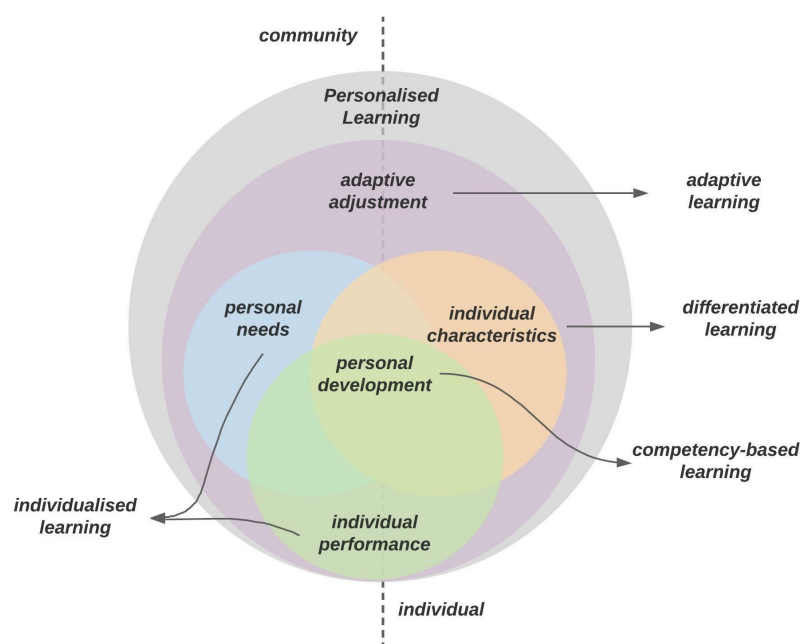 community
Personalised
Learning
adaptive
adjustment
adaptive
learning
personal
needs
individual
characteristics
differentiated
learning
personal
development
competency-based
learning
individualised
learning
individual
performance
individual